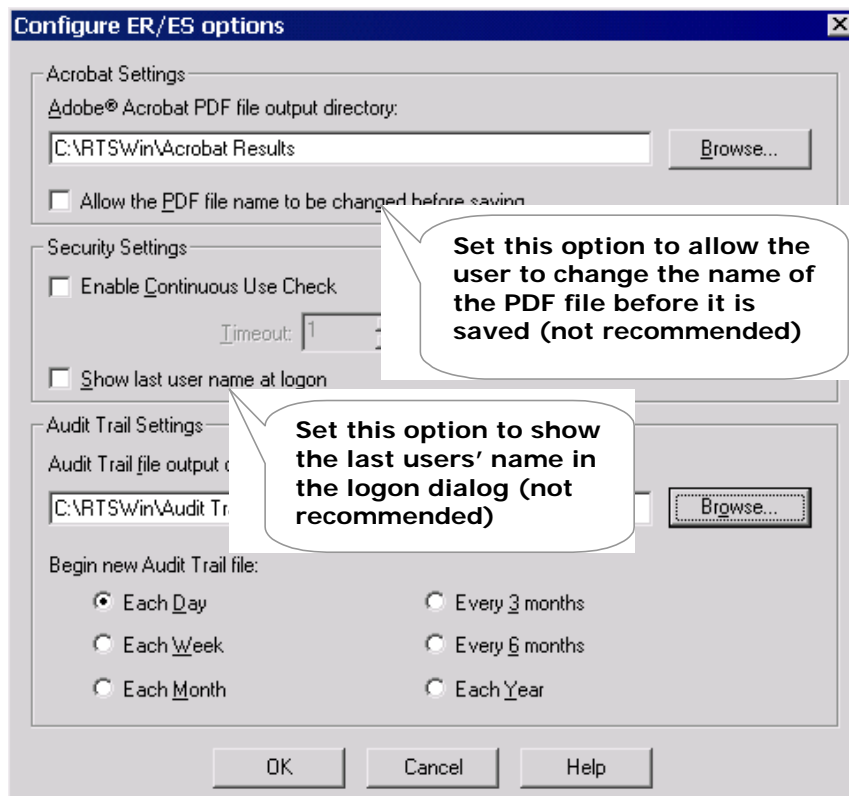 Configure ER/ES options
Acrobat Settings
Adobe® Acrobat PDF file output directory:
C:\RTSWin\Acrobat Results
Browse...
Allow the PDF file name to be changed before saving
Set this option to allow the
user to change the name of
the PDF file before it is
saved (not recommended)
Security Settings
Enable Continuous Use Check
Timeout: 1
Show last user name at logon
Set this option to show
the last users’ name in
the logon dialog (not
recommended)
Audit Trail Settings
Audit Trail file output
C:\RTSWin\Audit
Browse...
Begin new Audit Trail file:
Each Day
Every 3 months
Each Week
Every 6 months
Each Month
Each Year
OK
Cancel
Help